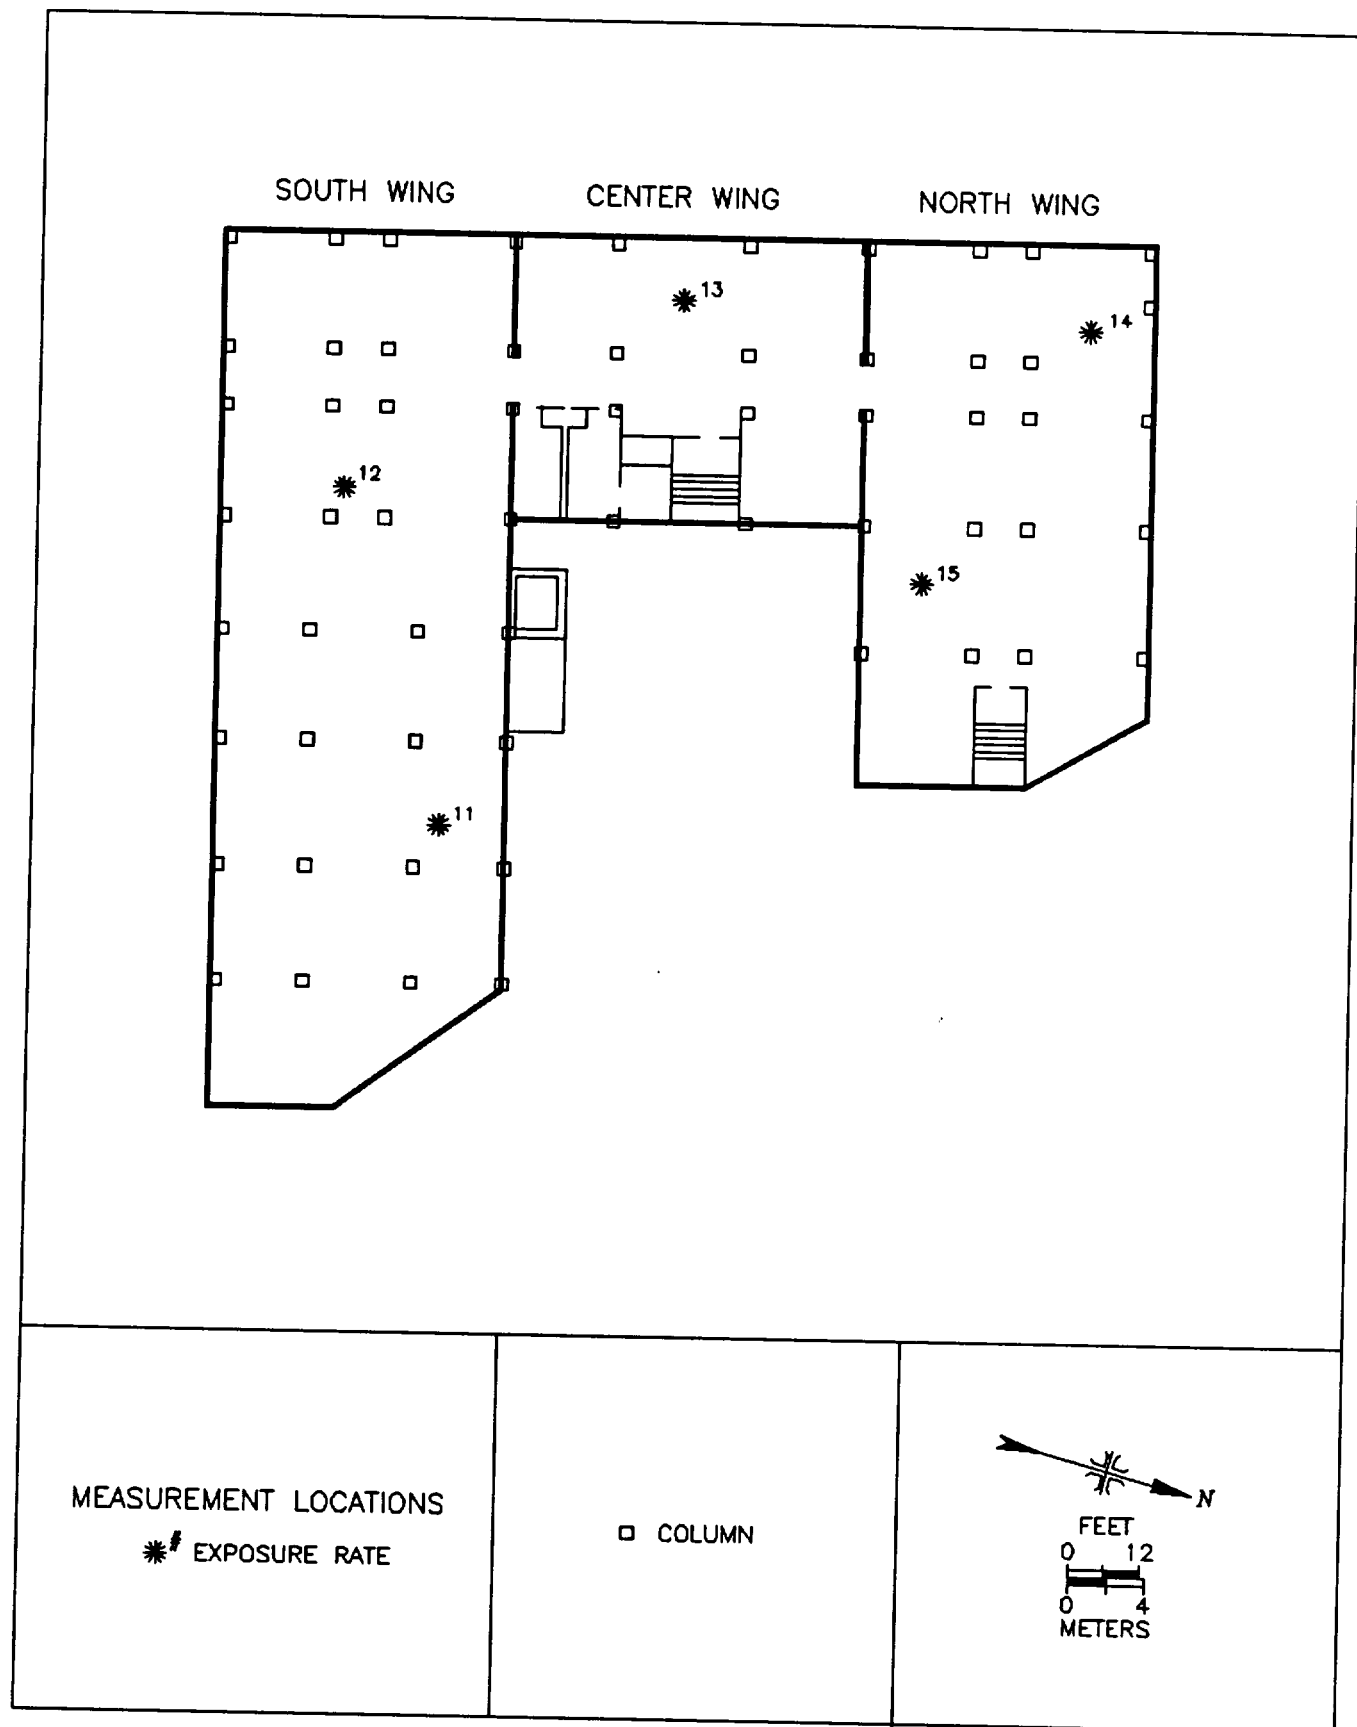 SOUTH WING
CENTER WING
NORTH WING
13
14
12
15
11
MEASUREMENT LOCATIONS
# EXPOSURE RATE
COLUMN
N
FEET
0 12
0 4
METERS